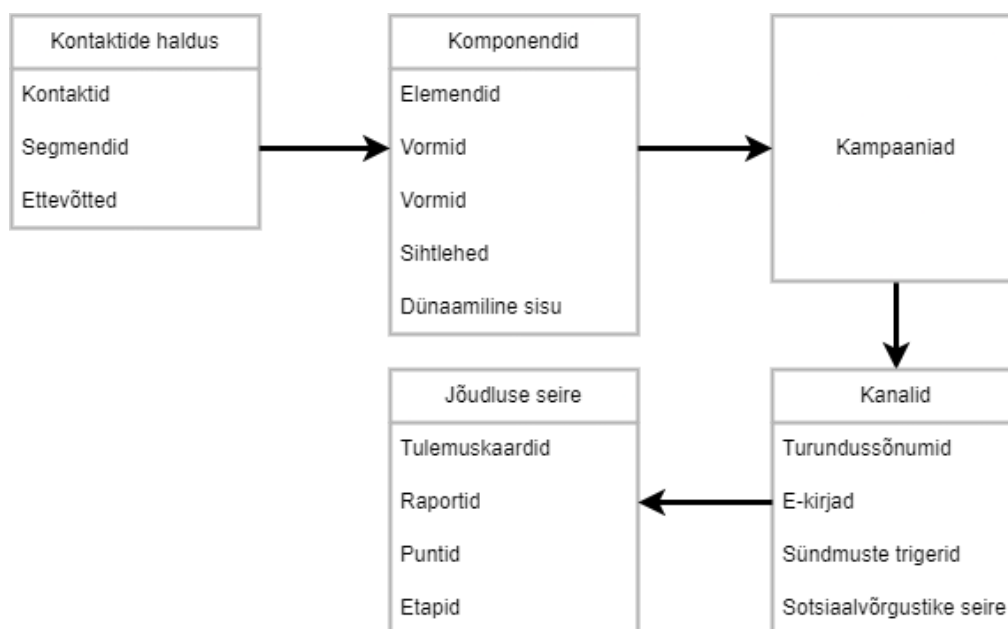 Kontaktide haldus
Kontaktid
Segmendid
Ettevõtted
Komponendid
Elemendid
Vormid
Vormid
Sihtlehed
Dünaamiline sisu
Kampaaniad
Kanalid
Turundussõnumid
E-kirjad
Sündmuste trigerid
Sotsiaalvõrgustike seire
Jõudluse seire
Tulemuskaardid
Raportid
Puntid
Etapid